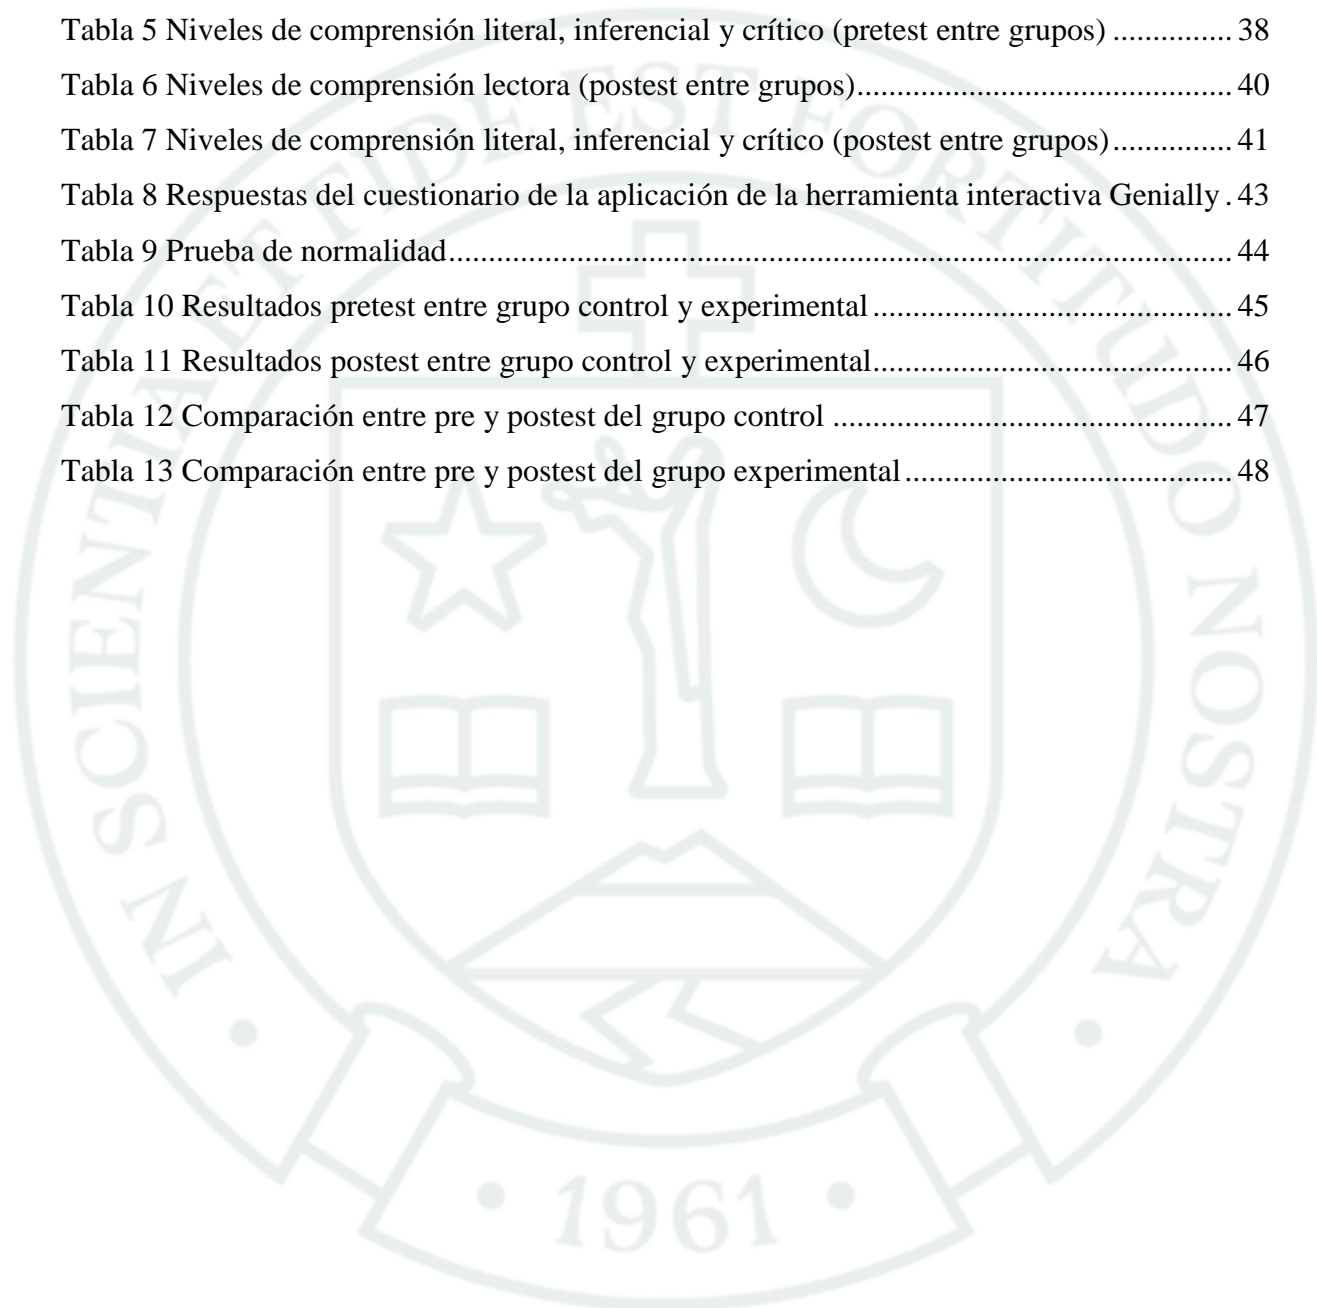 Tabla 5 Niveles de comprensión literal, inferencial y crítico (pretest entre grupos) ............... 38
Tabla 6 Niveles de comprensión lectora (postest entre grupos)............................................... 40
Tabla 7 Niveles de comprensión literal, inferencial y crítico (postest entre grupos)............... 41
Tabla 8 Respuestas del cuestionario de la aplicación de la herramienta interactiva Genially . 43
Tabla 9 Prueba de normalidad.................................................................................................. 44
Tabla 10 Resultados pretest entre grupo control y experimental............................................. 45
Tabla 11 Resultados postest entre grupo control y experimental............................................. 46
Tabla 12 Comparación entre pre y postest del grupo control .................................................. 47
Tabla 13 Comparación entre pre y postest del grupo experimental......................................... 48
IN SCIENTIA ET FIDE EST FORTITUDO NOSTRA
• 1961 •